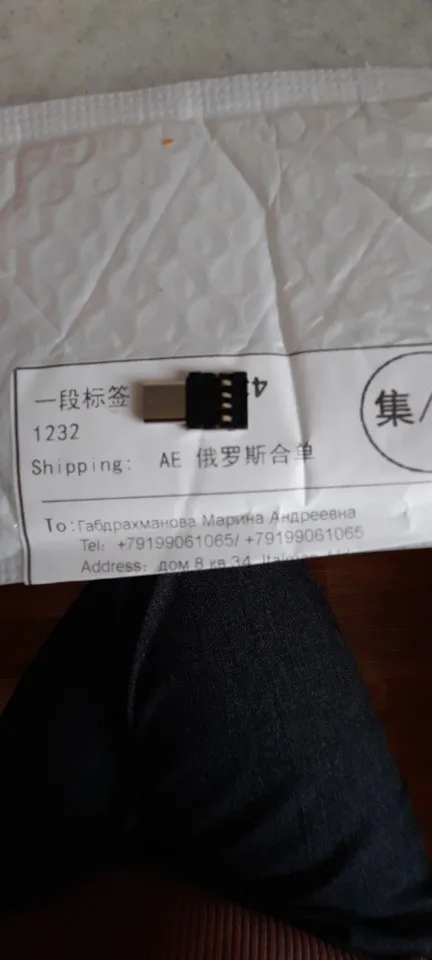 一段标签
集/
1232
Shipping: AE 俄罗斯合单
To:Габдрахманова Марина Андреевна
Tel: +79199061065/ +79199061065
Address: дом 8 кв 34,